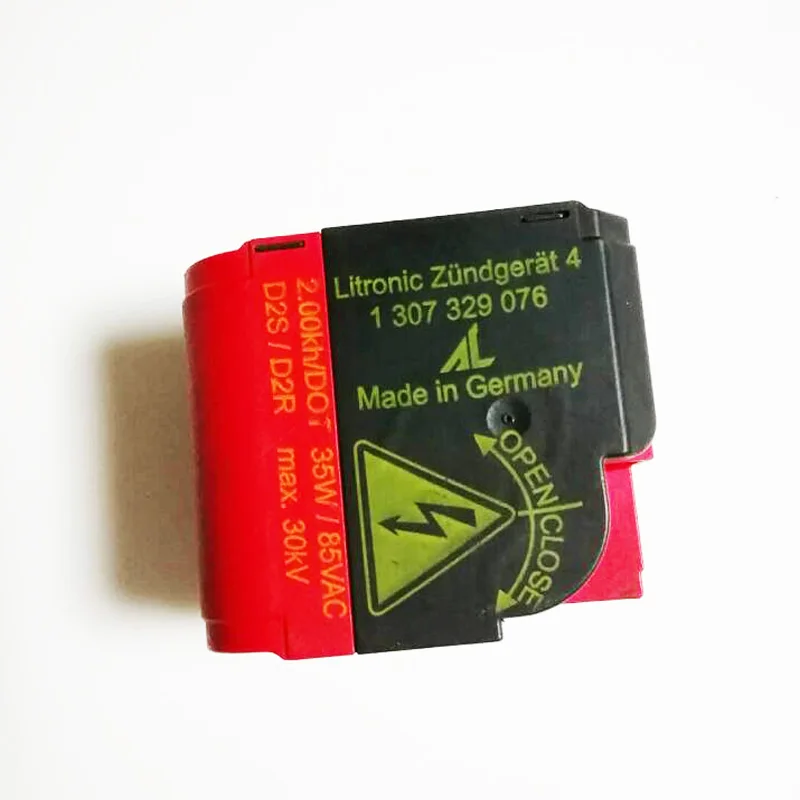 Litronic Zündgerät 4
1 307 329 076
AL
Made in Germany
OPEN CLOSE
2.00kh/DOT 35W / 85VAC
D2S / D2R max. 30kV